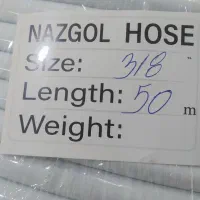 NAZGOL HOSE
Size: 3/8 "
Length: 50 m
Weight: